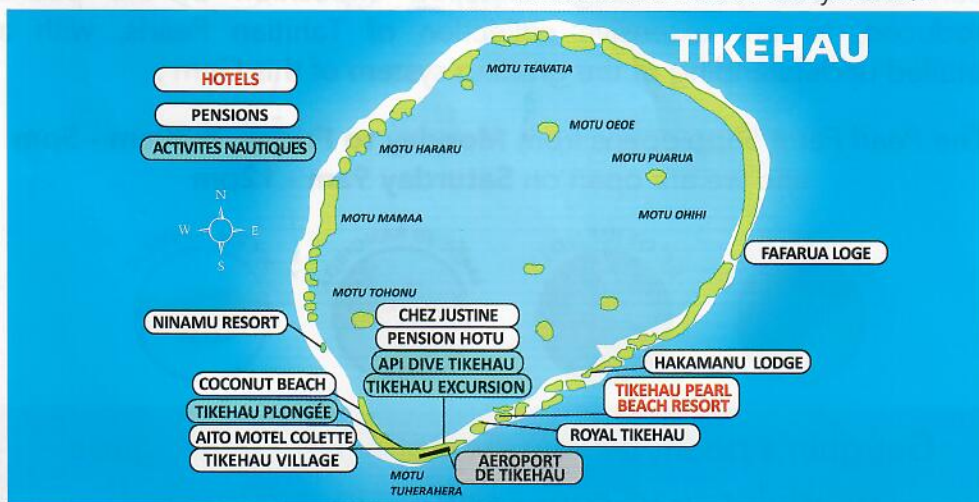 TIKEHAU
HOTELS
PENSIONS
ACTIVITES NAUTIQUES
N
W
E
S
MOTU TEAVATIA
MOTU OEOE
MOTU HARARU
MOTU PUARUA
MOTU MAMAA
MOTU OHIHI
FAFARUA LOGE
MOTU TOHONU
NINAMU RESORT
CHEZ JUSTINE
PENSION HOTU
API DIVE TIKEHAU
TIKEHAU EXCURSION
HAKAMANU LODGE
COCONUT BEACH
TIKEHAU PLONGÉE
AITO MOTEL COLETTE
TIKEHAU VILLAGE
TIKEHAU PEARL
BEACH RESORT
ROYAL TIKEHAU
AEROPORT
DE TIKEHAU
MOTU
TUHERAHERA